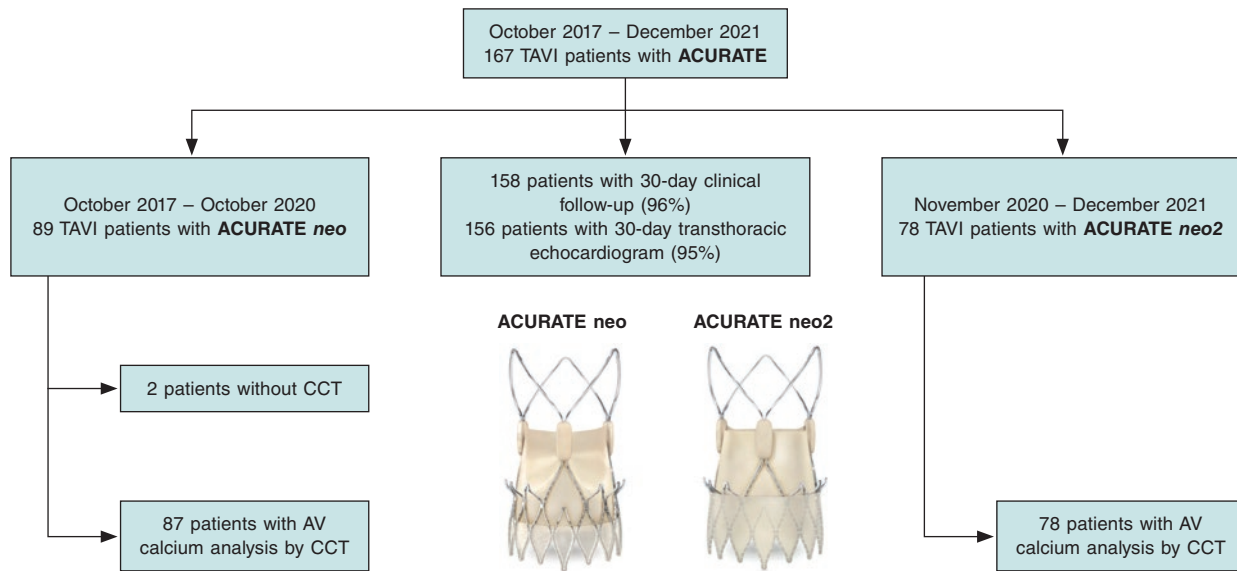 October 2017 – December 2021
167 TAVI patients with ACURATE
October 2017 – October 2020
89 TAVI patients with ACURATE neo
158 patients with 30-day clinical
follow-up (96%)
156 patients with 30-day transthoracic
echocardiogram (95%)
November 2020 – December 2021
78 TAVI patients with ACURATE neo2
ACURATE neo
ACURATE neo2
2 patients without CCT
87 patients with AV
calcium analysis by CCT
78 patients with AV
calcium analysis by CCT